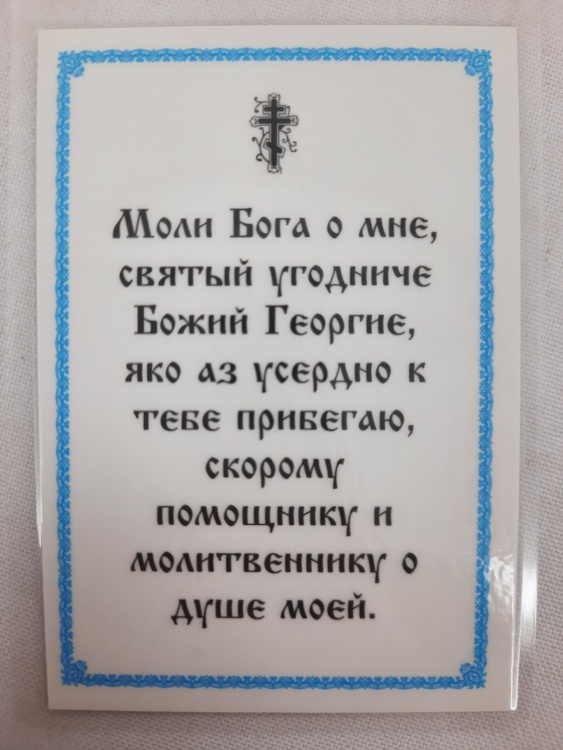 Моли Бога о мне,
святый угодниче
Божий Георгие,
яко аз усердно к
тебе прибегаю,
скорому
помощнику и
молитвеннику о
душе моей.